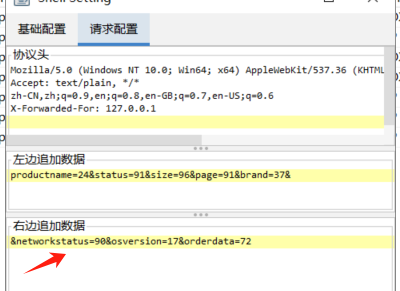 Shell Setting
基础配置 请求配置
协议头
Mozilla/5.0 (Windows NT 10.0; Win64; x64) AppleWebKit/537.36 (KHTML
Accept: text/plain, */*
zh-CN,zh;q=0.9,en;q=0.8,en-GB;q=0.7,en-US;q=0.6
X-Forwarded-For: 127.0.0.1
左边追加数据
productname=24&status=91&size=96&page=91&brand=37&
右边追加数据
&networkstatus=90&osversion=17&orderdata=72